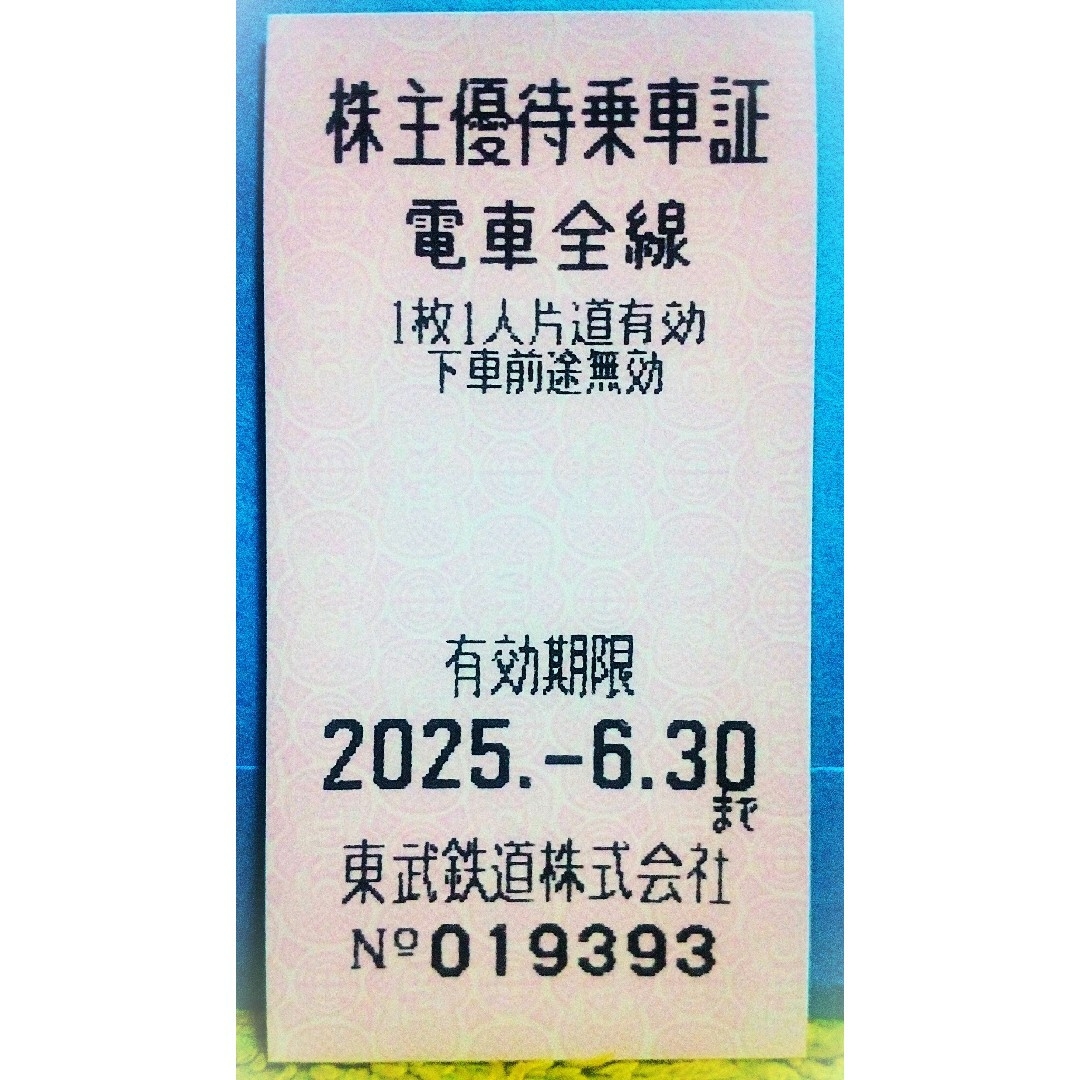 株主優待乗車証
電車全線
1枚1人片道有効
下車前途無効
有効期限
2025.-6.30
まで
東武鉄道株式会社
Nº019393